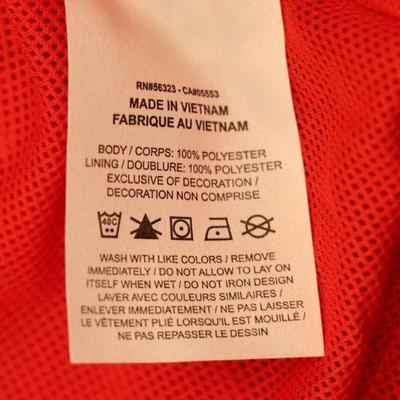 RN#56323 - CA#05553
MADE IN VIETNAM
FABRIQUE AU VIETNAM
BODY / CORPS: 100% POLYESTER
LINING / DOUBLURE: 100% POLYESTER
EXCLUSIVE OF DECORATION /
DECORATION NON COMPRISE
40C
WASH WITH LIKE COLORS / REMOVE
IMMEDIATELY / DO NOT ALLOW TO LAY ON
ITSELF WHEN WET / DO NOT IRON DESIGN
LAVER AVEC COULEURS SIMILAIRES /
ENLEVER IMMEDIATEMENT / NE PAS LAISSER
LE VÊTEMENT PLIÉ LORSQU'IL EST MOUILLÉ /
NE PAS REPASSER LE DESSIN